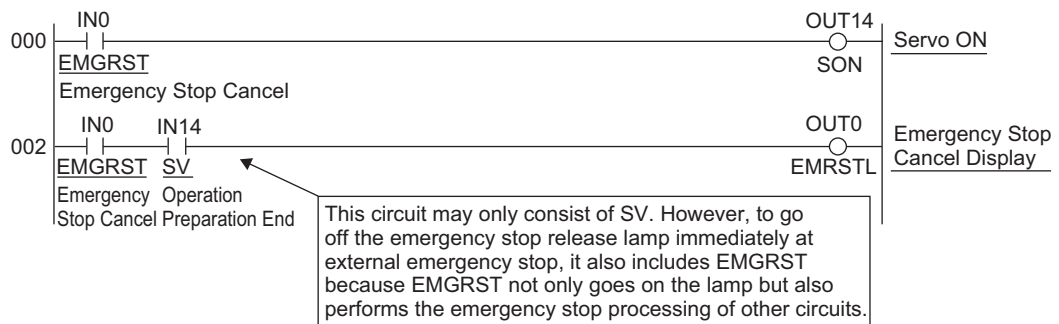 IN0 OUT14
000 Servo ON
EMGRST SON
Emergency Stop Cancel
IN0 IN14 OUT0
002 Emergency Stop
Cancel Display
EMGRST SV EMRSTL
Emergency Operation
Stop Cancel Preparation End
This circuit may only consist of SV. However, to go
off the emergency stop release lamp immediately at
external emergency stop, it also includes EMGRST
because EMGRST not only goes on the lamp but also
performs the emergency stop processing of other circuits.